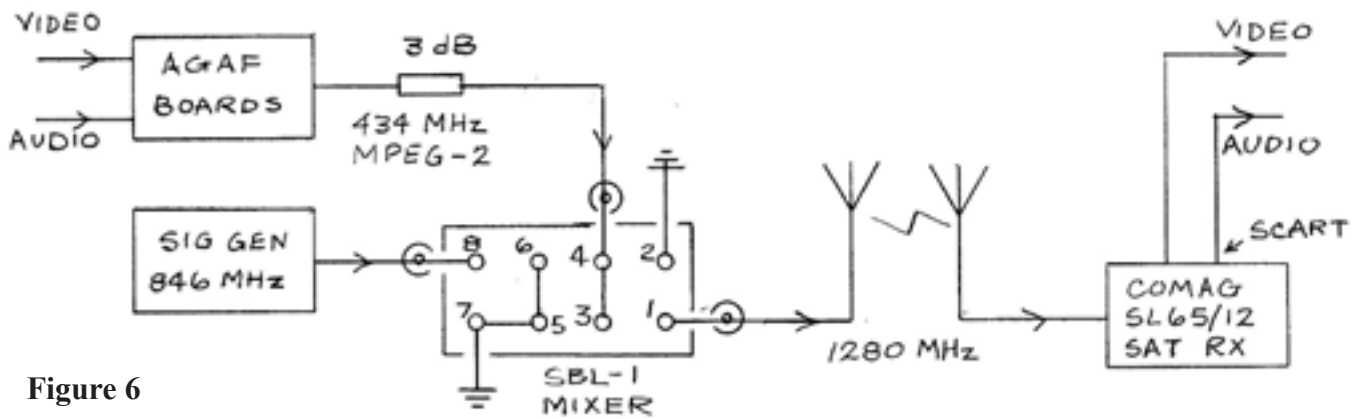 VIDEO
AUDIO
AGAF
BOARDS
3 dB
434 MHz
MPEG-2
SIG GEN
846 MHz
8
6
4
2
7
5
3
1
SBL-1
MIXER
1280 MHz
VIDEO
AUDIO
SCART
COMAG
SL65/12
SAT RX
Figure 6